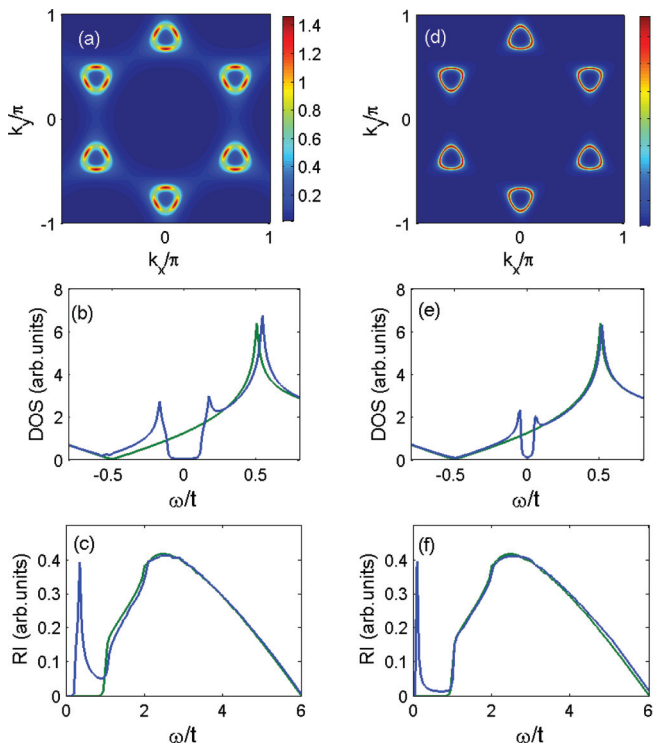 1
(a)
1.4
1.2
1
0.8
0.6
0.4
0.2
k_y/π
0
-1
0
1
k_x/π
1
(d)
k_y/π
0
-1
0
1
k_x/π
8
(b)
6
4
2
0
DOS (arb.units)
-0.5
0
0.5
ω/t
8
(e)
6
4
2
0
DOS (arb.units)
-0.5
0
0.5
ω/t
(c)
0.4
0.3
0.2
0.1
0
RI (arb.units)
0
2
4
6
ω/t
(f)
0.4
0.3
0.2
0.1
0
RI (arb.units)
0
2
4
6
ω/t